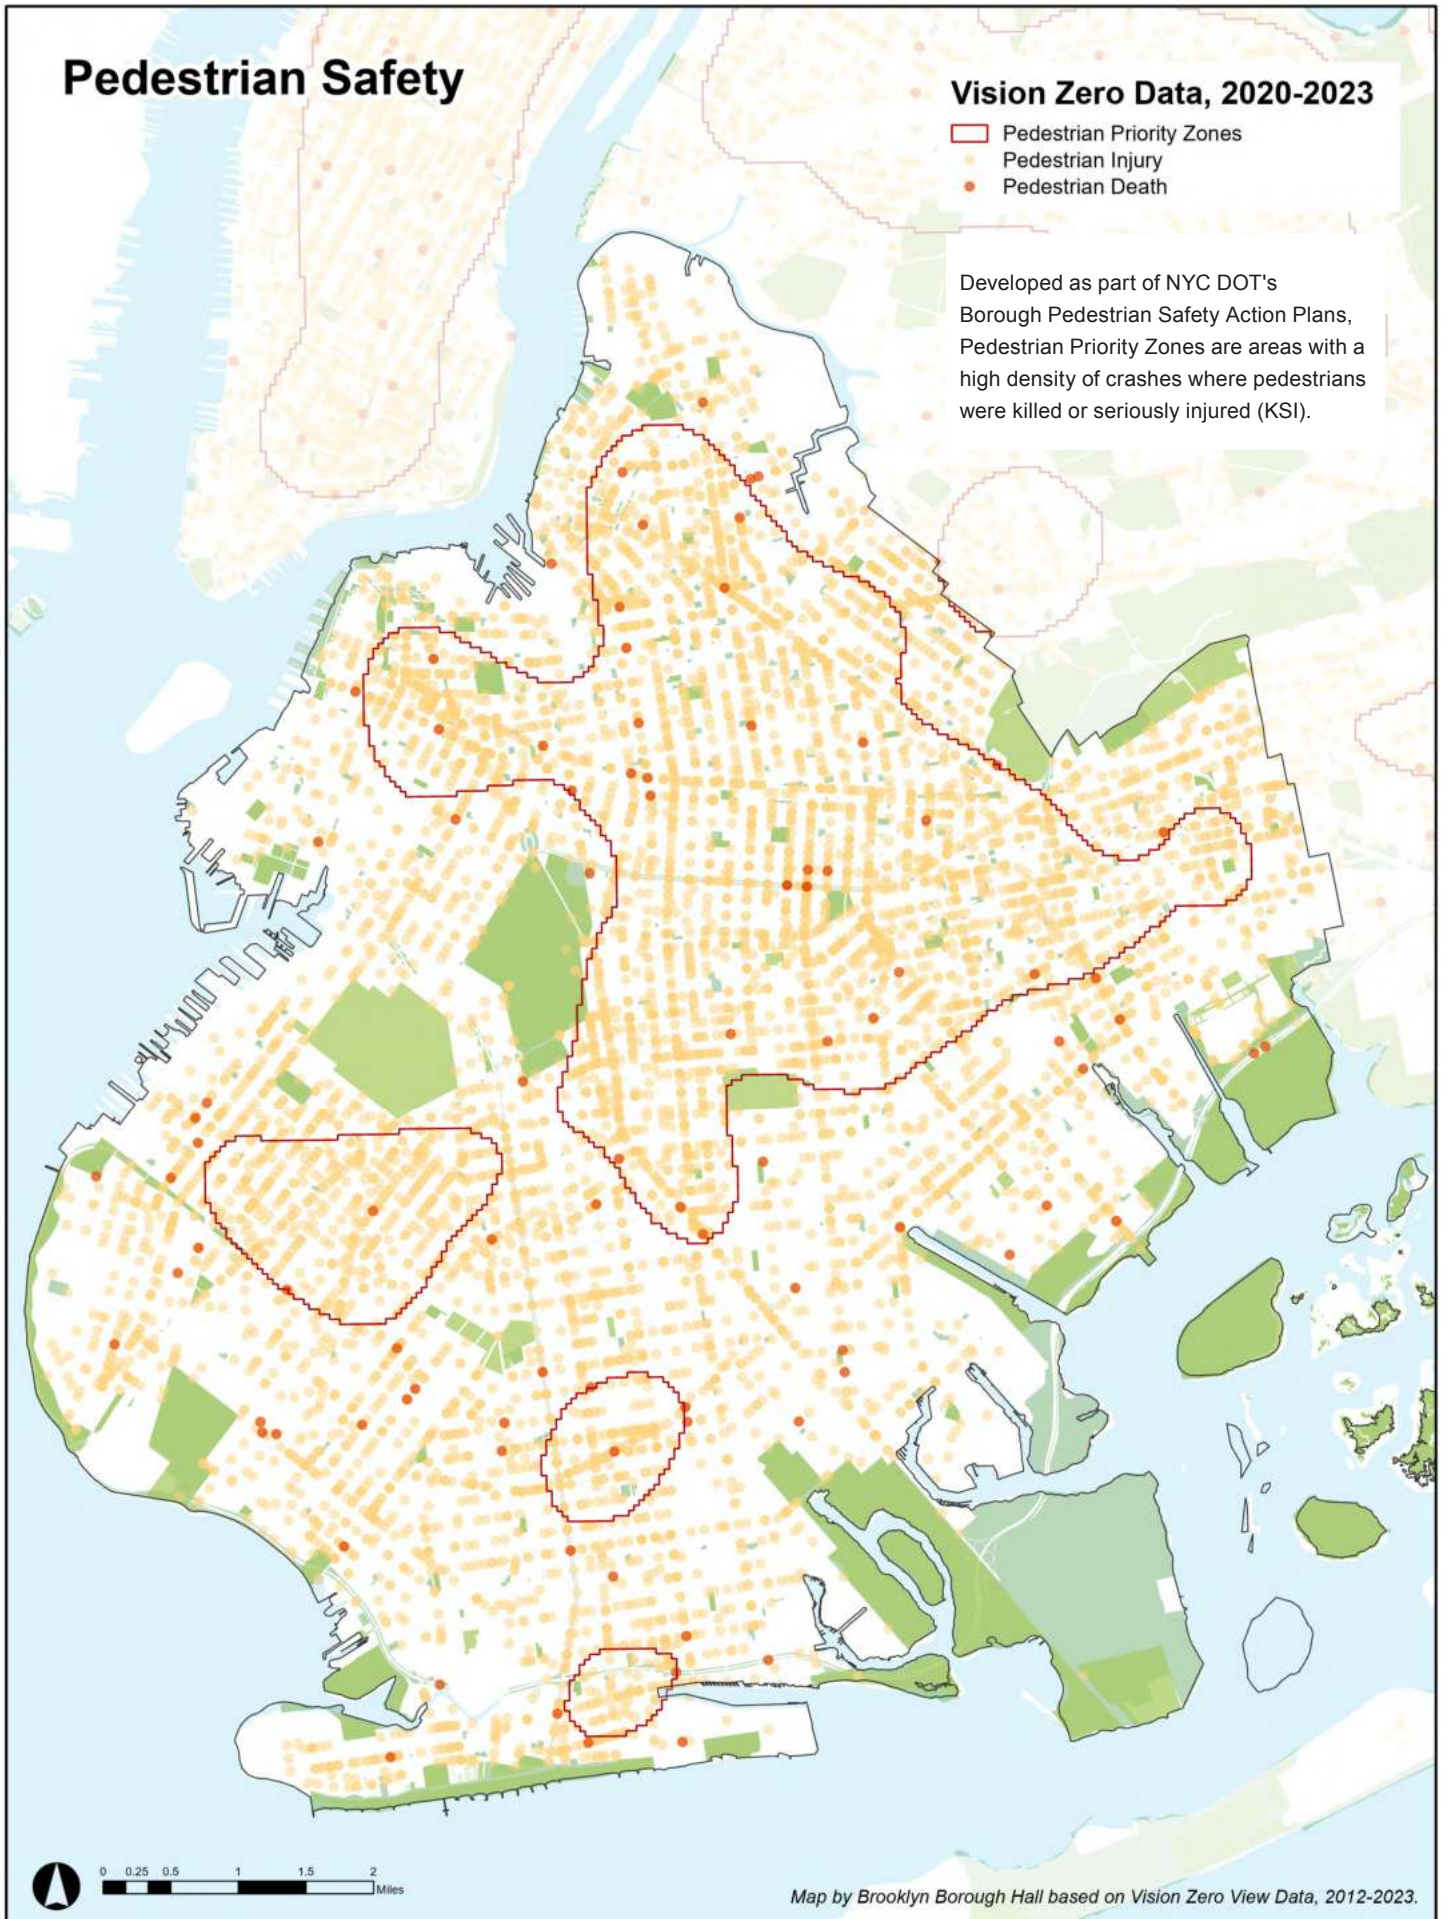 Pedestrian Safety
Vision Zero Data, 2020-2023
Pedestrian Priority Zones
Pedestrian Injury
Pedestrian Death
Developed as part of NYC DOT's
Borough Pedestrian Safety Action Plans,
Pedestrian Priority Zones are areas with a
high density of crashes where pedestrians
were killed or seriously injured (KSI).
0 0.25 0.5 1 1.5 2
Miles
Map by Brooklyn Borough Hall based on Vision Zero View Data, 2012-2023.